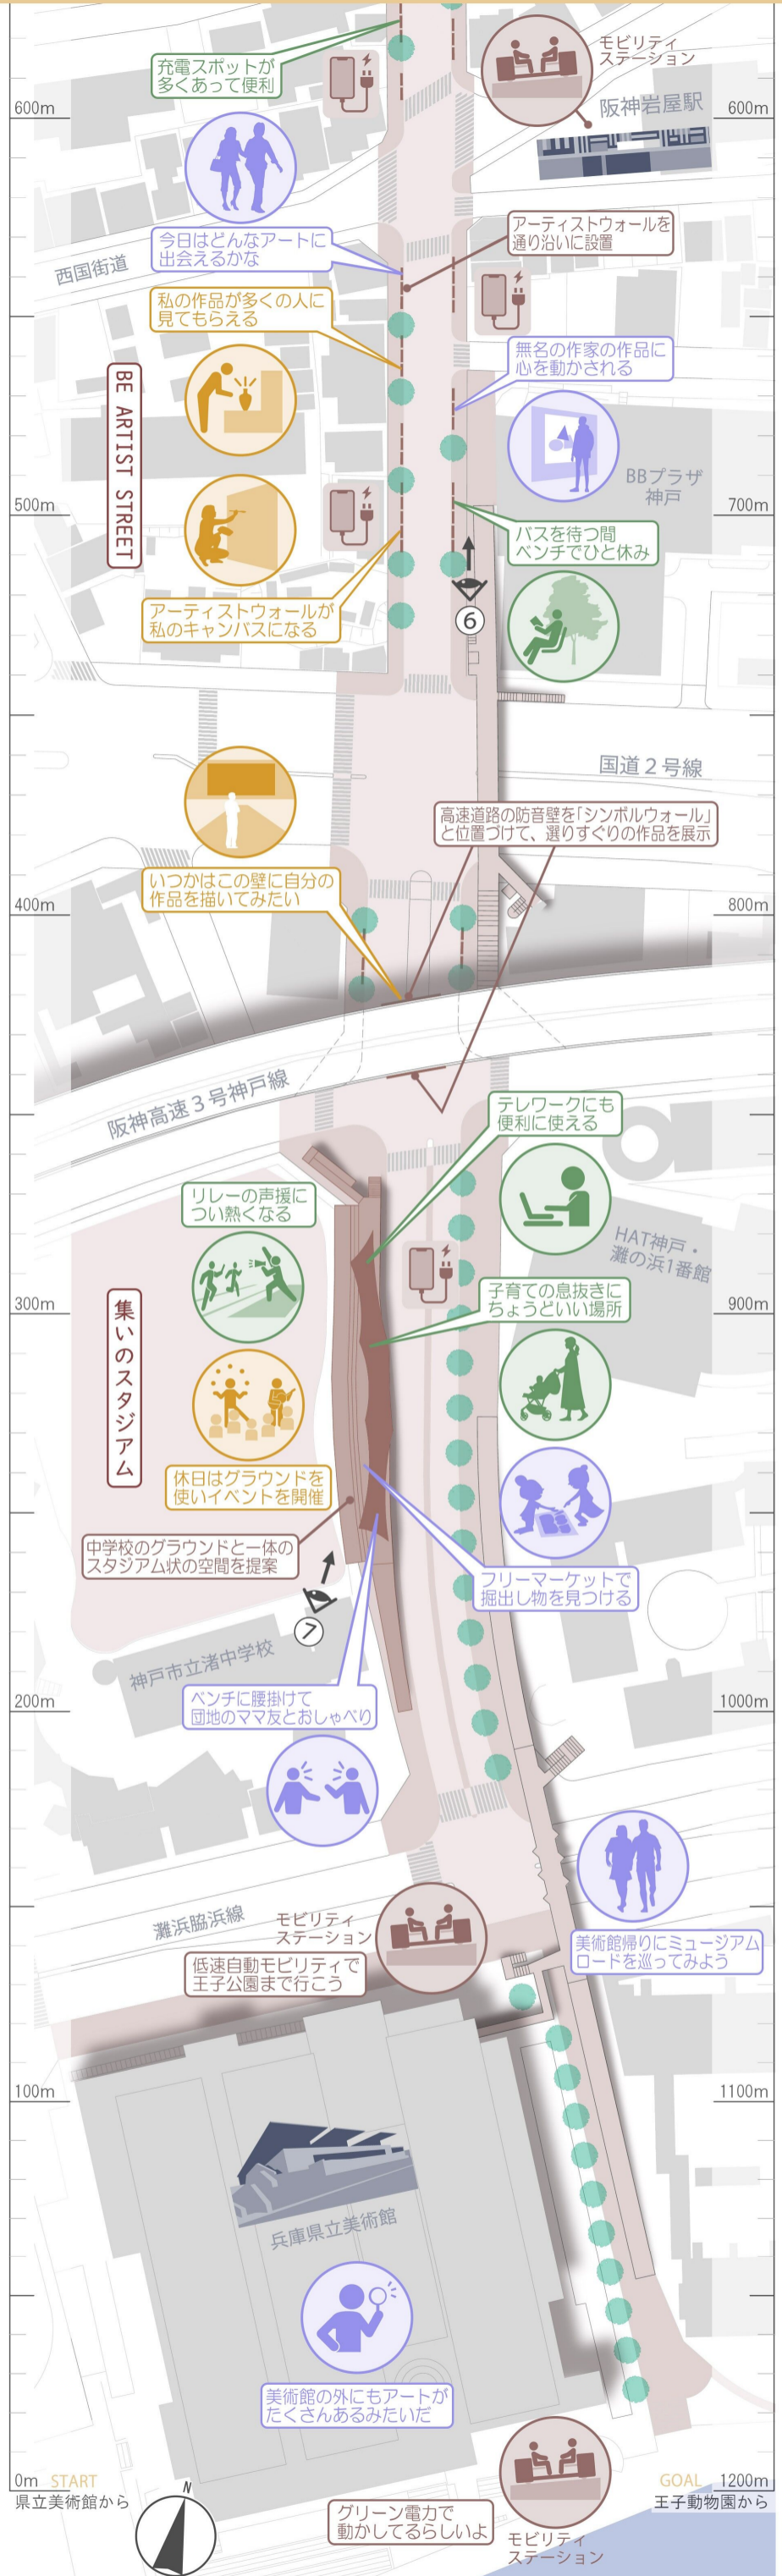 充電スポットが
多くあって便利
モビリティ
ステーション
阪神岩屋駅
600m
600m
今日はどんなアートに
出会えるかな
西国街道
アーティストウォールを
通り沿いに設置
私の作品が多くの人に
見てもらえる
無名の作家の作品に
心を動かされる
BE ARTIST STREET
BBプラザ
神戸
500m
700m
バスを待つ間
ベンチでひと休み
アーティストウォールが
私のキャンバスになる
6
国道2号線
高速道路の防音壁を「シンボルウォール」
と位置づけて、選りすぐりの作品を展示
いつかはこの壁に自分の
作品を描いてみたい
400m
800m
阪神高速3号神戸線
テレワークにも
便利に使える
リレーの声援に
つい熱くなる
HAT神戸・
灘の浜1番館
子育ての息抜きに
ちょうどいい場所
300m
900m
集いのスタジアム
休日はグラウンドを
使いイベントを開催
中学校のグラウンドと一体の
スタジアム状の空間を提案
フリーマーケットで
掘出し物を見つける
7
神戸市立渚中学校
ベンチに腰掛けて
団地のママ友とおしゃべり
200m
1000m
灘浜脇浜線
モビリティ
ステーション
低速自動モビリティで
王子公園まで行こう
美術館帰りにミュージアム
ロードを巡ってみよう
100m
1100m
兵庫県立美術館
美術館の外にもアートが
たくさんあるみたいだ
0m START
県立美術館から
N
GOAL 1200m
王子動物園から
グリーン電力で
動かしてるらしいよ
モビリティ
ステーション